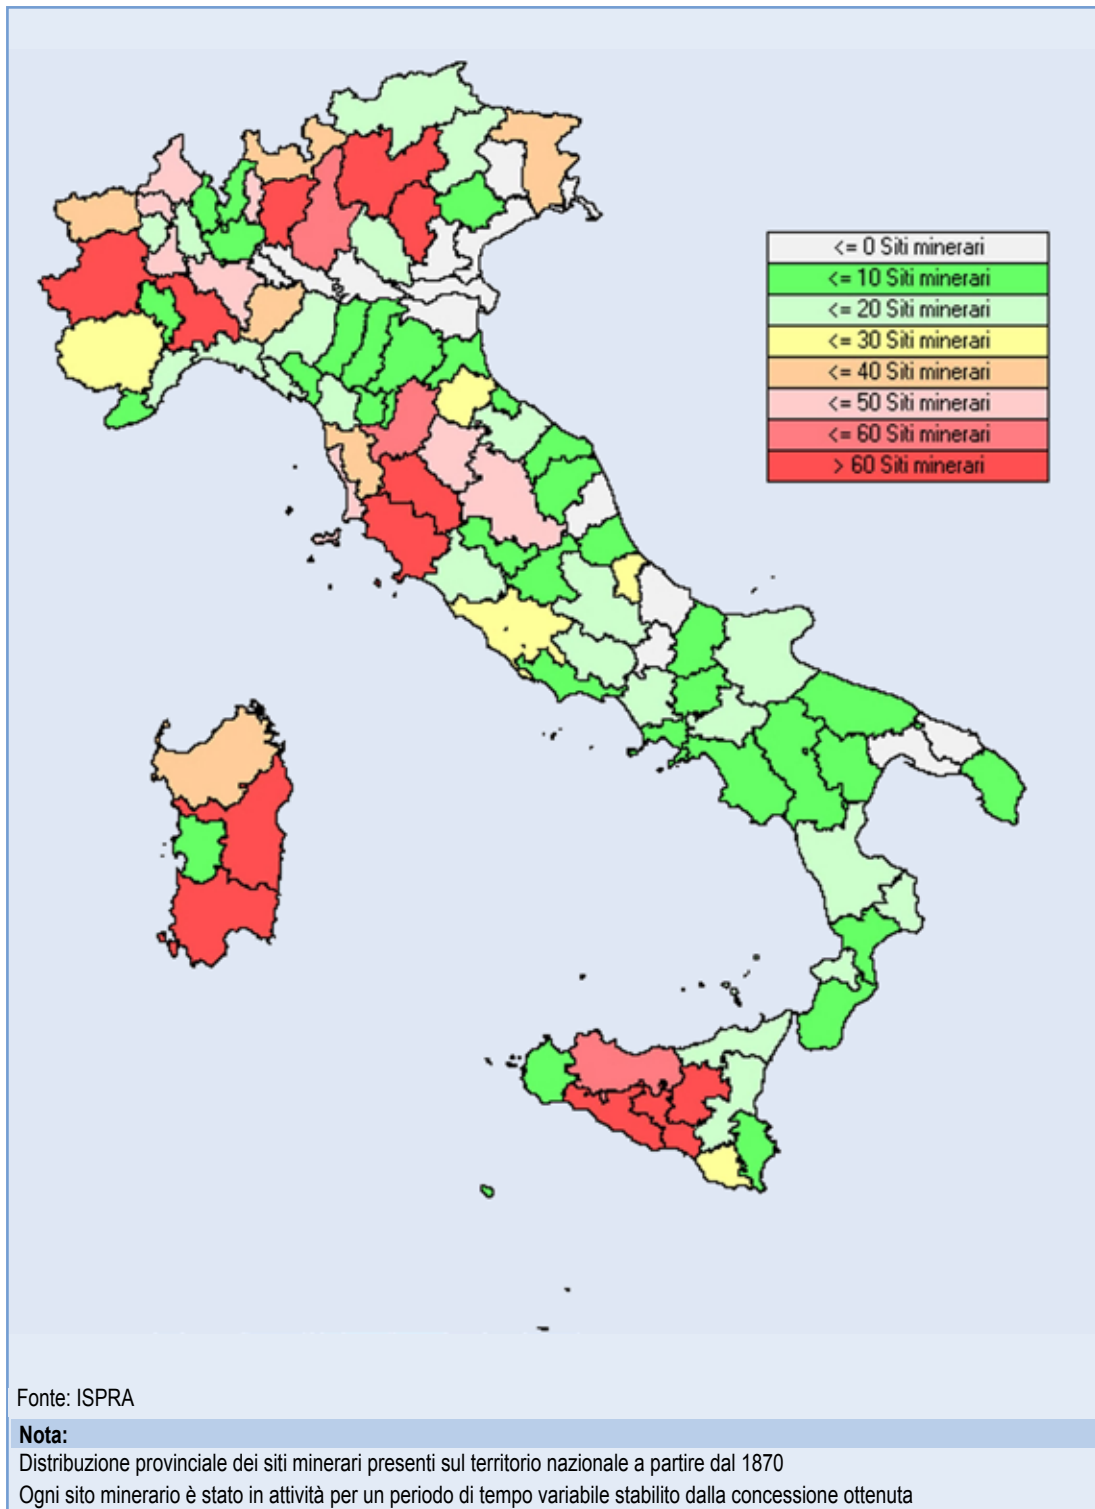 <= 0 Siti minerari
<= 10 Siti minerari
<= 20 Siti minerari
<= 30 Siti minerari
<= 40 Siti minerari
<= 50 Siti minerari
<= 60 Siti minerari
> 60 Siti minerari
Fonte: ISPRA
Nota:
Distribuzione provinciale dei siti minerari presenti sul territorio nazionale a partire dal 1870
Ogni sito minerario è stato in attività per un periodo di tempo variabile stabilito dalla concessione ottenuta